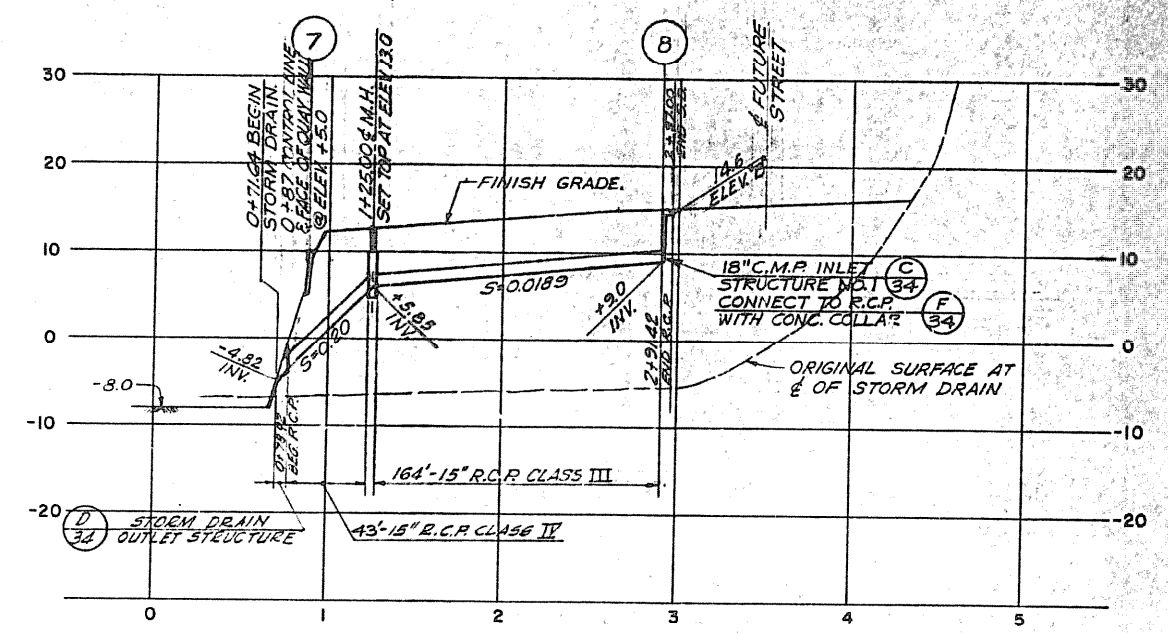 7
8
30
20
10
0
-10
-20
30
20
10
0
-10
-20
0+71.64 BEGIN
STORM DRAIN.
0+87 CONTROL LINE
& FACE OF QUAY WALL
@ ELEV. +5.0
1+25.00 ℄ M.H.
SET TOP AT ELEV. 13.0
2+97.00
℄ FUTURE
STREET
14.6
ELEV.
FINISH GRADE.
S=0.0189
S=0.20
+5.85
INV.
+9.0
INV.
-4.82
INV.
-8.0
18" C.M.P. INLET
STRUCTURE NO.1
C
34
CONNECT TO R.C.P.
WITH CONC. COLLAR
F
34
2+91.42
END R.C.P.
ORIGINAL SURFACE AT
℄ OF STORM DRAIN
BEG. R.C.P.
164'-15" R.C.P. CLASS III
43'-15" R.C.P. CLASS IV
D
34
STORM DRAIN
OUTLET STRUCTURE
0
1
2
3
4
5